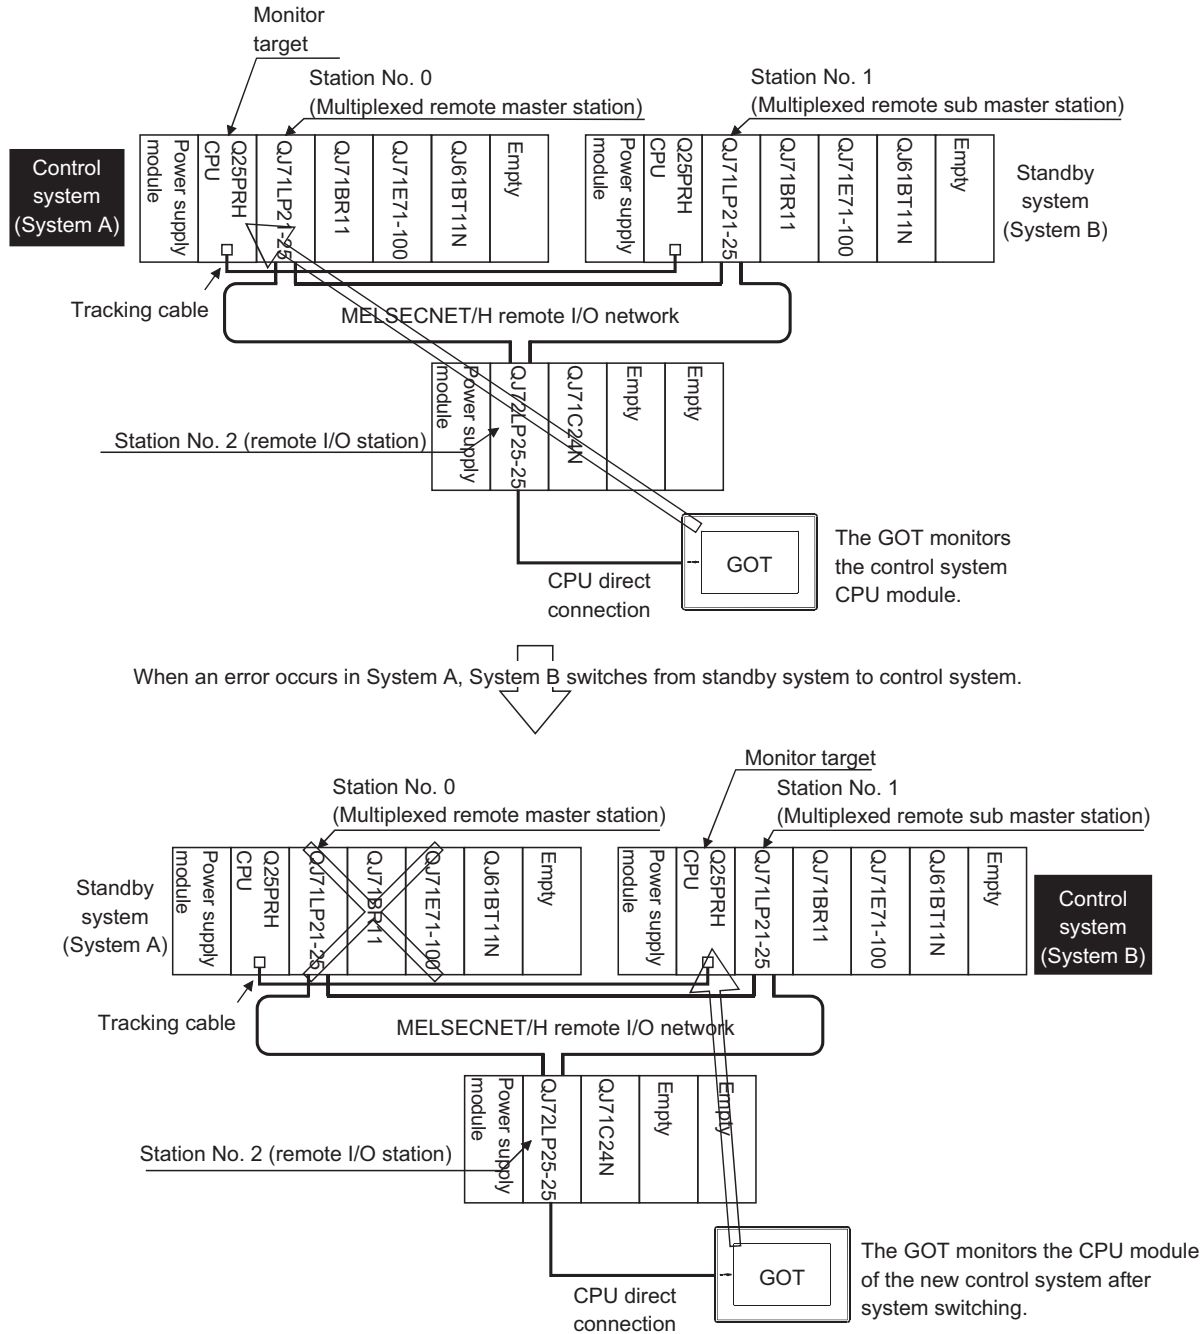 Monitor
target
Station No. 0
(Multiplexed remote master station)
Station No. 1
(Multiplexed remote sub master station)
Control
system
(System A)
Power supply
module
Q25PRH
CPU
QJ71LP21-25
QJ71BR11
QJ71E71-100
QJ61BT11N
Empty
Power supply
module
Q25PRH
CPU
QJ71LP21-25
QJ71BR11
QJ71E71-100
QJ61BT11N
Empty
Standby
system
(System B)
Tracking cable
MELSECNET/H remote I/O network
Power supply
module
QJ72LP25-25
QJ71C24N
Empty
Empty
Station No. 2 (remote I/O station)
GOT
CPU direct
connection
The GOT monitors
the control system
CPU module.
When an error occurs in System A, System B switches from standby system to control system.
Monitor target
Station No. 0
(Multiplexed remote master station)
Station No. 1
(Multiplexed remote sub master station)
Standby
system
(System A)
Power supply
module
Q25PRH
CPU
QJ71LP21-25
QJ71BR11
QJ71E71-100
QJ61BT11N
Empty
Power supply
module
Q25PRH
CPU
QJ71LP21-25
QJ71BR11
QJ71E71-100
QJ61BT11N
Empty
Control
system
(System B)
Tracking cable
MELSECNET/H remote I/O network
Power supply
module
QJ72LP25-25
QJ71C24N
Empty
Empty
Station No. 2 (remote I/O station)
GOT
CPU direct
connection
The GOT monitors the CPU module
of the new control system after
system switching.